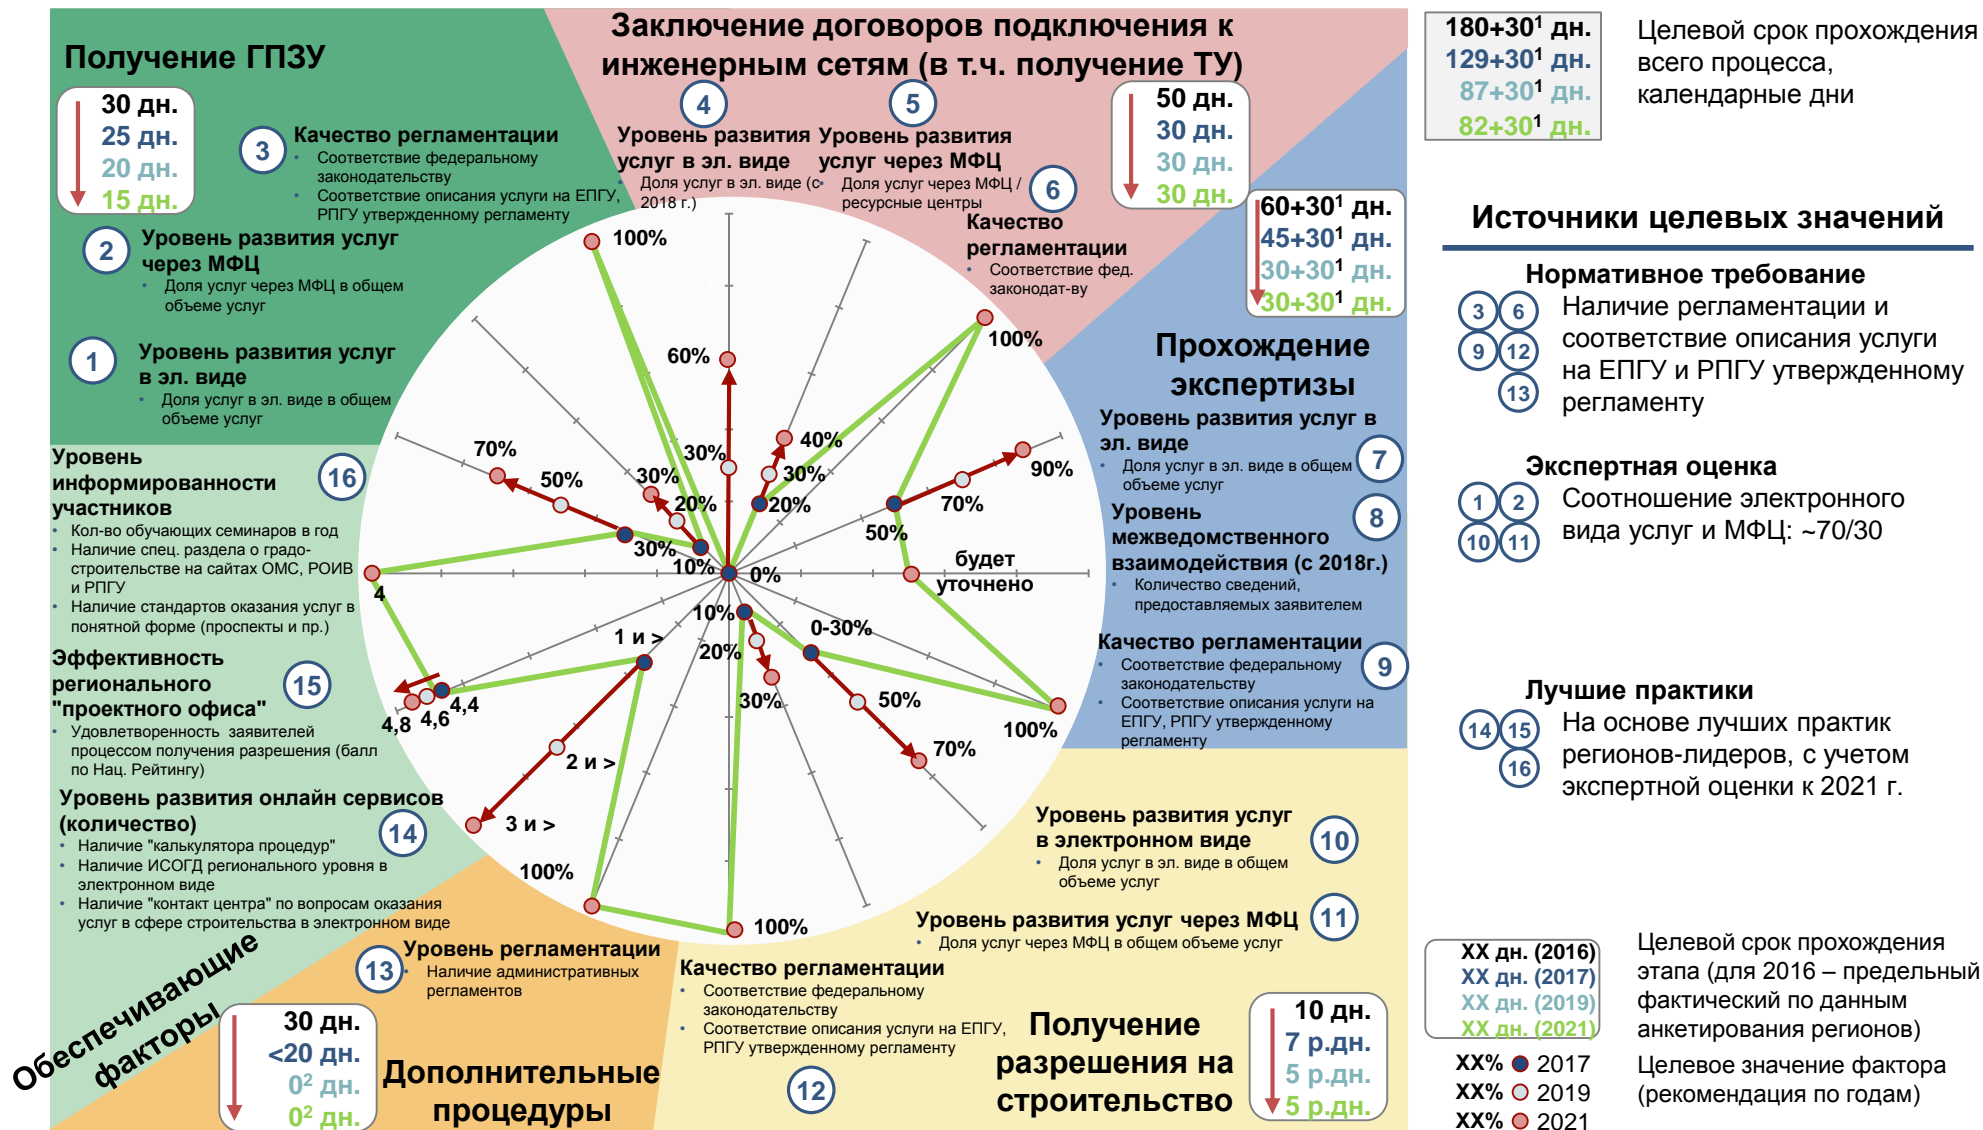 Получение ГПЗУ
30 дн.
25 дн.
20 дн.
15 дн.
3
Качество регламентации
• Соответствие федеральному
законодательству
• Соответствие описания услуги на ЕПГУ,
РПГУ утвержденному регламенту
2
Уровень развития услуг
через МФЦ
• Доля услуг через МФЦ в общем
объеме услуг
1
Уровень развития услуг
в эл. виде
• Доля услуг в эл. виде в общем
объеме услуг
Заключение договоров подключения к
инженерным сетям (в т.ч. получение ТУ)
4
Уровень развития
услуг в эл. виде
• Доля услуг в эл. виде (с
2018 г.)
5
Уровень развития
услуг через МФЦ
• Доля услуг через МФЦ /
ресурсные центры
6
Качество
регламентации
• Соответствие фед.
законодат-ву
50 дн.
30 дн.
30 дн.
30 дн.
60+30¹ дн.
45+30¹ дн.
30+30¹ дн.
30+30¹ дн.
Прохождение
экспертизы
Уровень развития услуг в
эл. виде
• Доля услуг в эл. виде в общем
объеме услуг
7
Уровень
межведомственного
взаимодействия (с 2018г.)
• Количество сведений,
предоставляемых заявителем
8
Качество регламентации
• Соответствие федеральному
законодательству
• Соответствие описания услуги на
ЕПГУ, РПГУ утвержденному
регламенту
9
Уровень развития услуг
в электронном виде
• Доля услуг в эл. виде в общем
объеме услуг
10
Уровень развития услуг через МФЦ
• Доля услуг через МФЦ в общем объеме услуг
11
Качество регламентации
• Соответствие федеральному
законодательству
• Соответствие описания услуги на ЕПГУ,
РПГУ утвержденному регламенту
12
Получение
разрешения на
строительство
10 дн.
7 р.дн.
5 р.дн.
5 р.дн.
13
Уровень регламентации
• Наличие административных
регламентов
Дополнительные
процедуры
30 дн.
<20 дн.
0² дн.
0² дн.
Обеспечивающие
факторы
Уровень
информированности
участников
16
• Кол-во обучающих семинаров в год
• Наличие спец. раздела о градо-
строительстве на сайтах ОМС, РОИВ
и РПГУ
• Наличие стандартов оказания услуг в
понятной форме (проспекты и пр.)
Эффективность
регионального
"проектного офиса"
15
• Удовлетворенность заявителей
процессом получения разрешения (балл
по Нац. Рейтингу)
Уровень развития онлайн сервисов
(количество)
14
• Наличие "калькулятора процедур"
• Наличие ИСОГД регионального уровня в
электронном виде
• Наличие "контакт центра" по вопросам оказания
услуг в сфере строительства в электронном виде
100%
60%
30%
40%
30%
20%
100%
90%
70%
50%
будет
уточнено
0%
0-30%
50%
70%
100%
10%
20%
30%
100%
100%
1 и >
2 и >
3 и >
4,4
4,6
4,8
4
70%
50%
30%
30%
20%
10%
180+30¹ дн.
129+30¹ дн.
87+30¹ дн.
82+30¹ дн.
Целевой срок прохождения
всего процесса,
календарные дни
Источники целевых значений
Нормативное требование
3 6
9 12
13
Наличие регламентации и
соответствие описания услуги
на ЕПГУ и РПГУ утвержденному
регламенту
Экспертная оценка
1 2
10 11
Соотношение электронного
вида услуг и МФЦ: ~70/30
Лучшие практики
14 15
16
На основе лучших практик
регионов-лидеров, с учетом
экспертной оценки к 2021 г.
XX дн. (2016)
XX дн. (2017)
XX дн. (2019)
XX дн. (2021)
Целевой срок прохождения
этапа (для 2016 – предельный
фактический по данным
анкетирования регионов)
XX% 2017
XX% 2019
XX% 2021
Целевое значение фактора
(рекомендация по годам)